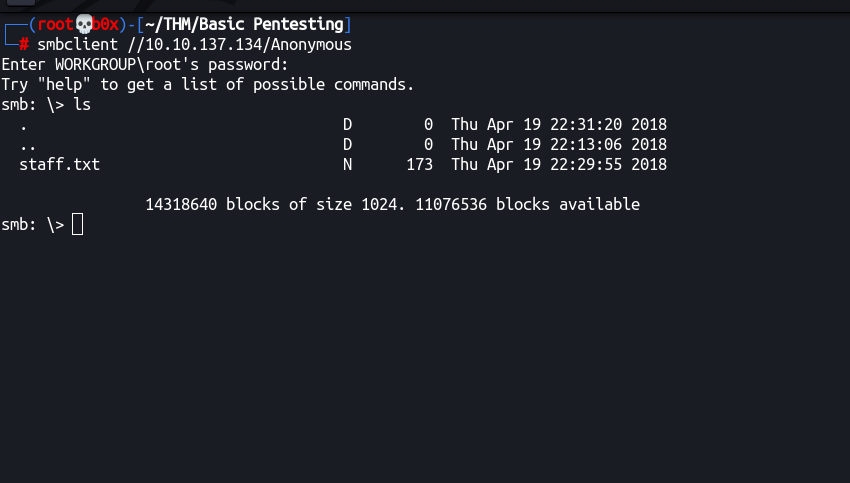 ┌──(root💀b0x)-[~/THM/Basic Pentesting]
└─# smbclient //10.10.137.134/Anonymous
Enter WORKGROUP\root's password:
Try "help" to get a list of possible commands.
smb: \> ls
  .                                   D        0  Thu Apr 19 22:31:20 2018
  ..                                  D        0  Thu Apr 19 22:13:06 2018
  staff.txt                           N      173  Thu Apr 19 22:29:55 2018
                14318640 blocks of size 1024. 11076536 blocks available
smb: \>